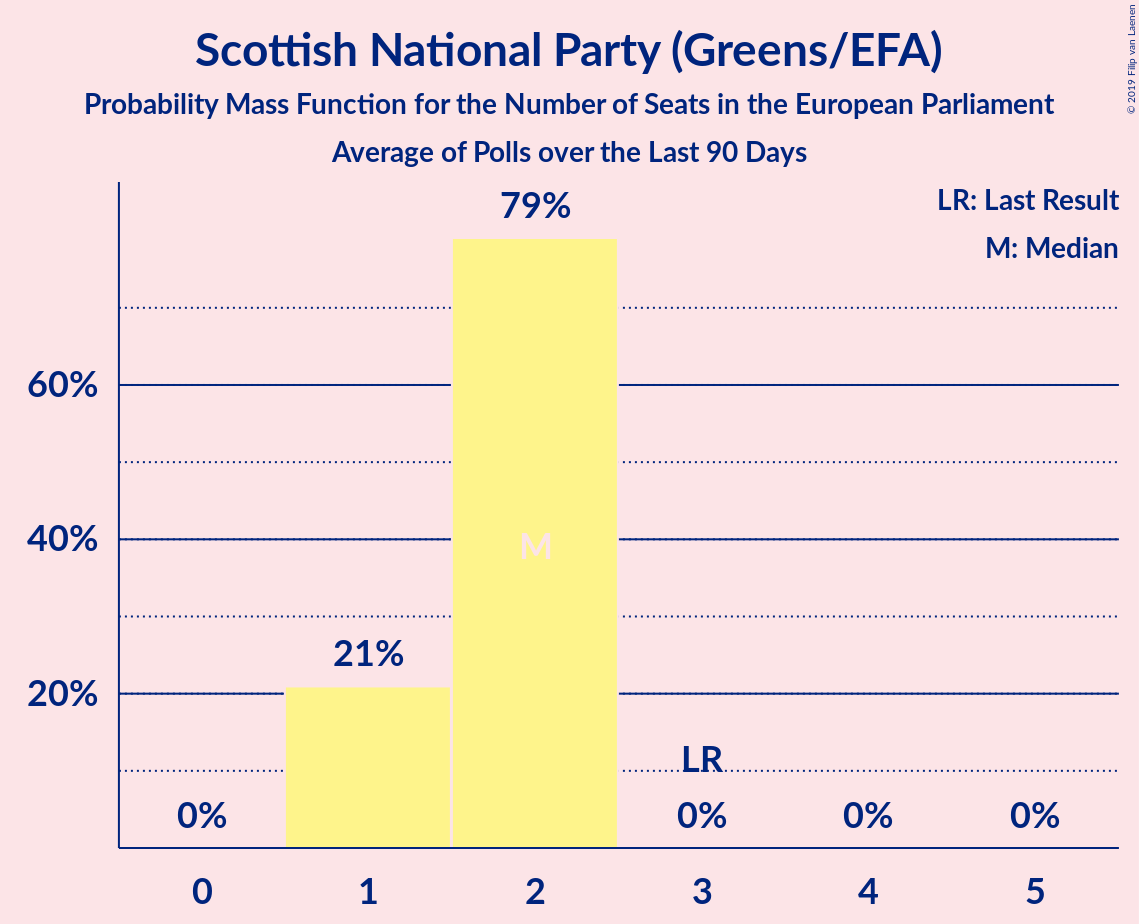 Scottish National Party (Greens/EFA)
Probability Mass Function for the Number of Seats in the European Parliament
Average of Polls over the Last 90 Days
© 2019 Filip van Laenen
LR: Last Result
M: Median
79%
60%
40%
M
21%
20%
LR
0%
0%
0%
0%
0 1 2 3 4 5